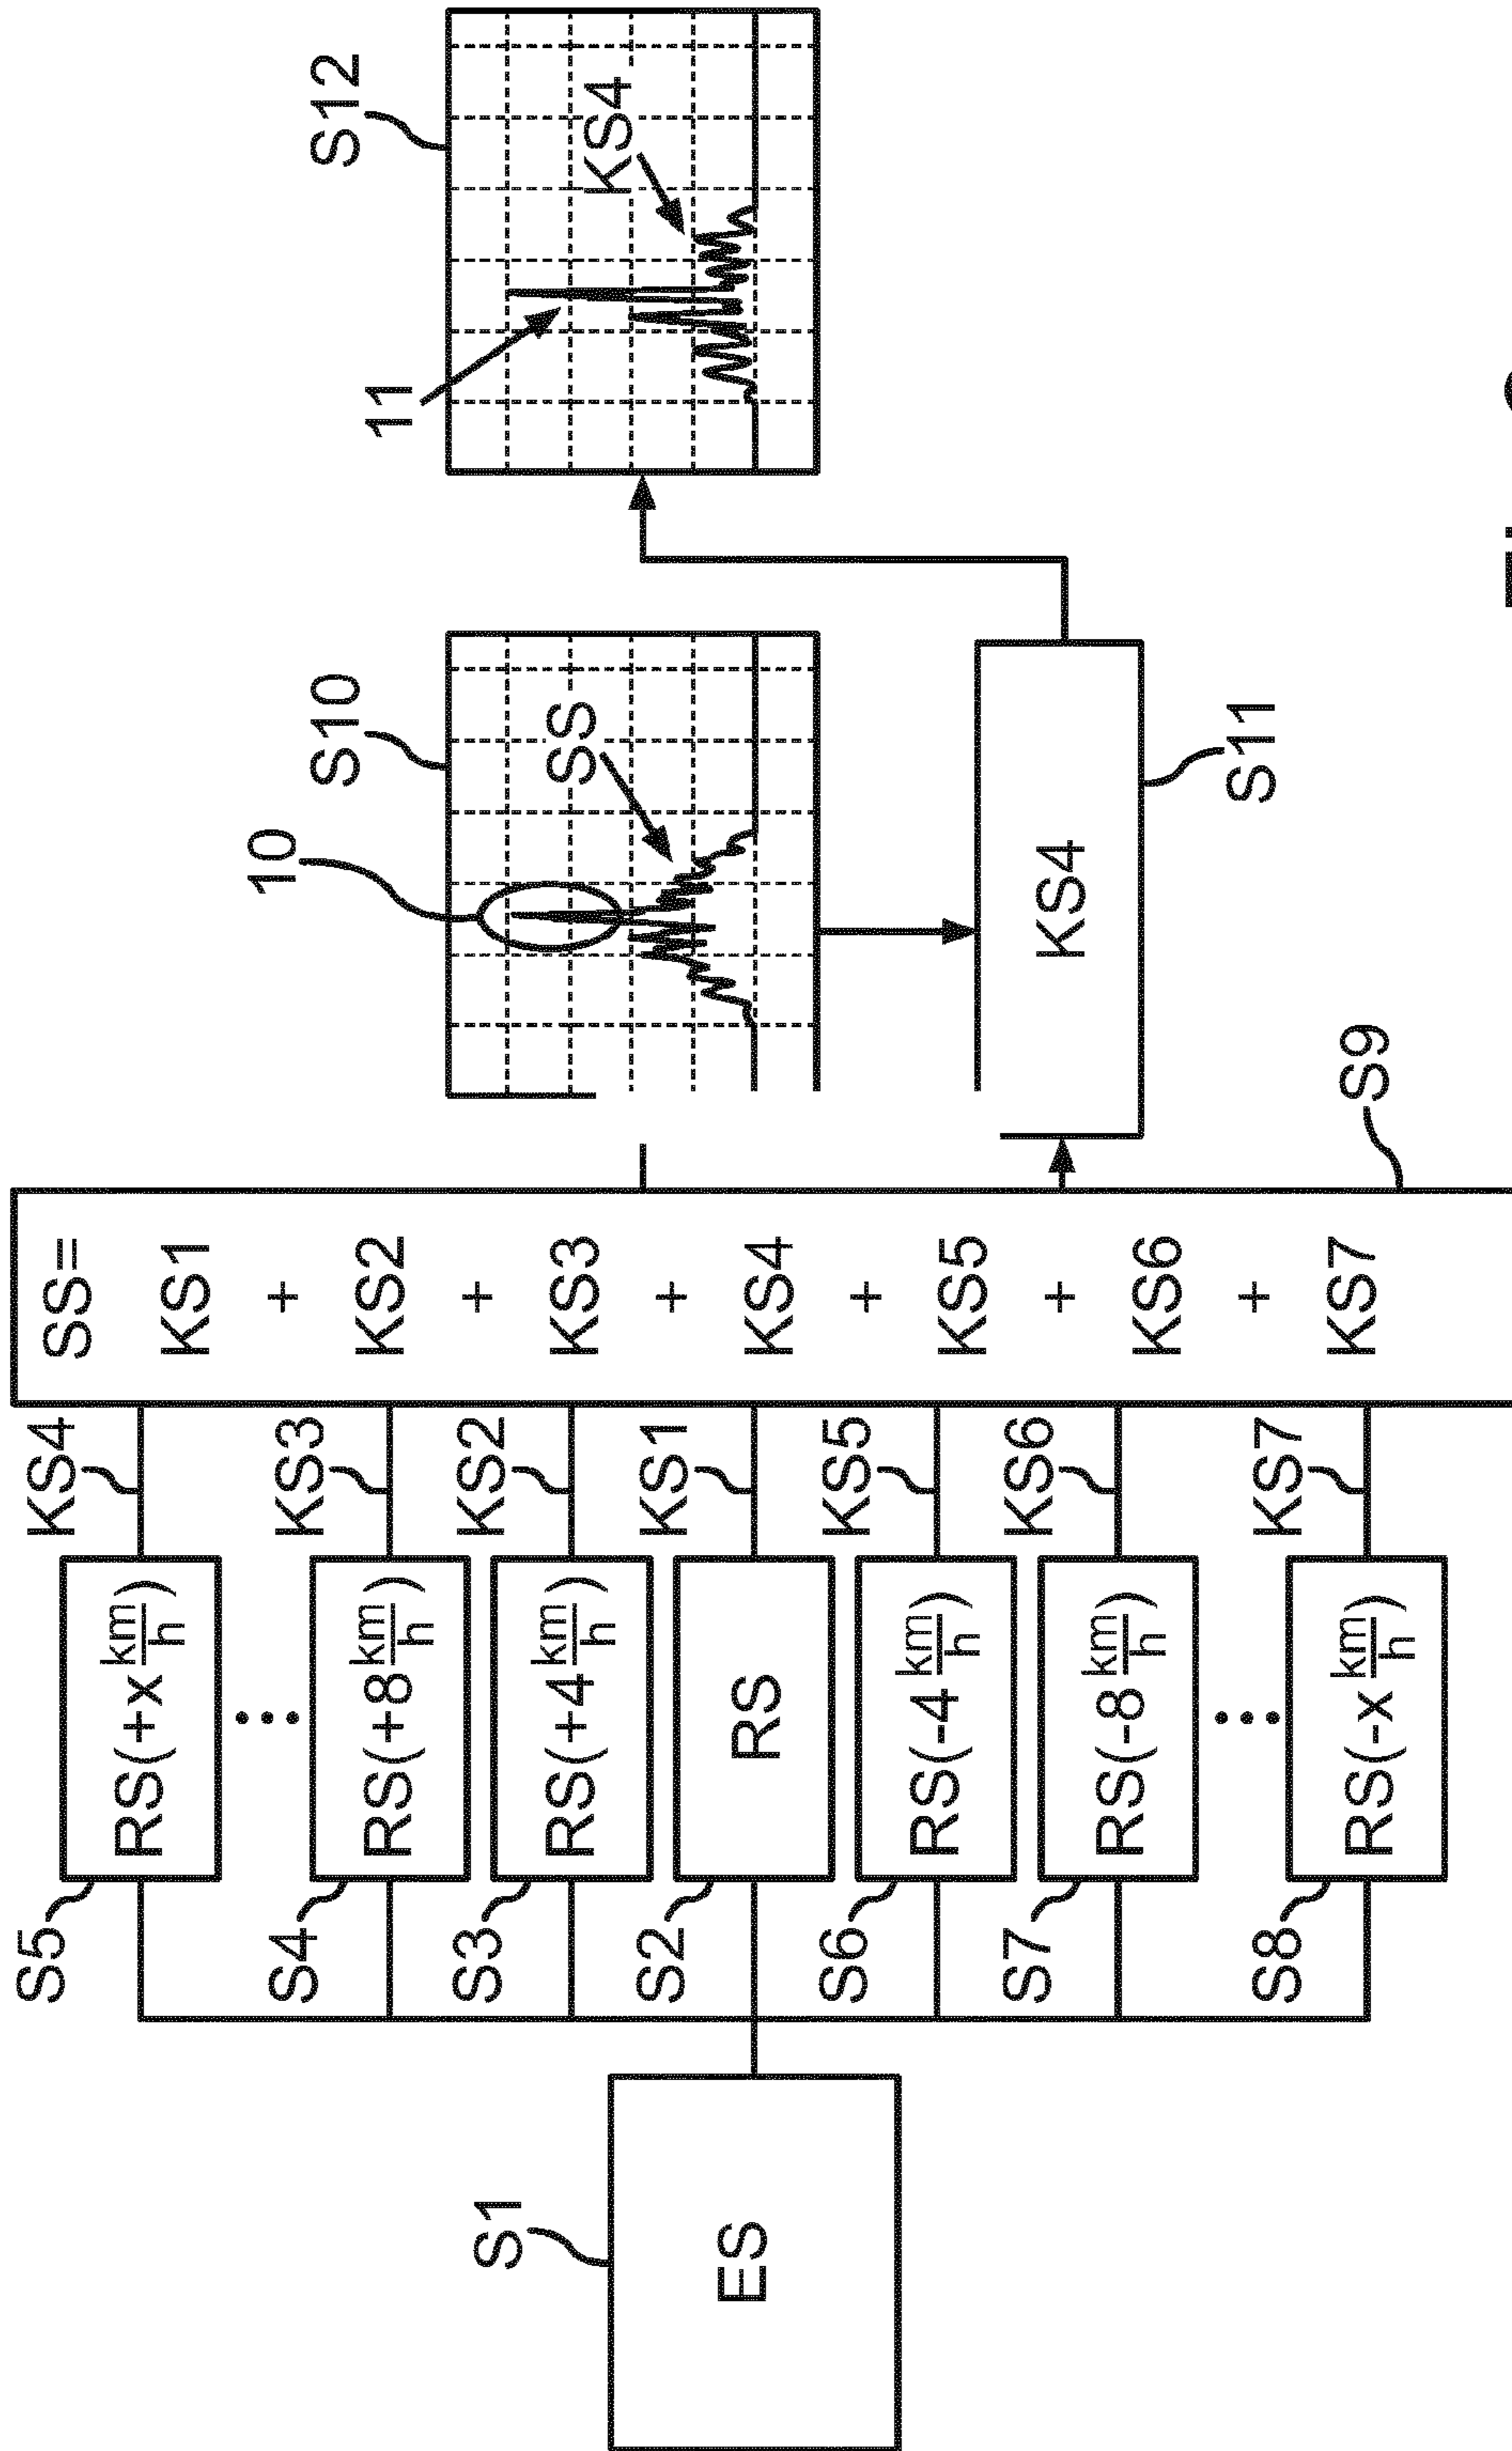 S1
ES
S5
RS(+x km/h)
KS4
S4
RS(+8 km/h)
KS3
S3
RS(+4 km/h)
KS2
S2
RS
KS1
S6
RS(-4 km/h)
KS5
S7
RS(-8 km/h)
KS6
S8
RS(-x km/h)
KS7
SS=
KS1
+
KS2
+
KS3
+
KS4
+
KS5
+
KS6
+
KS7
S9
10
S10
SS
KS4
S11
11
S12
KS4